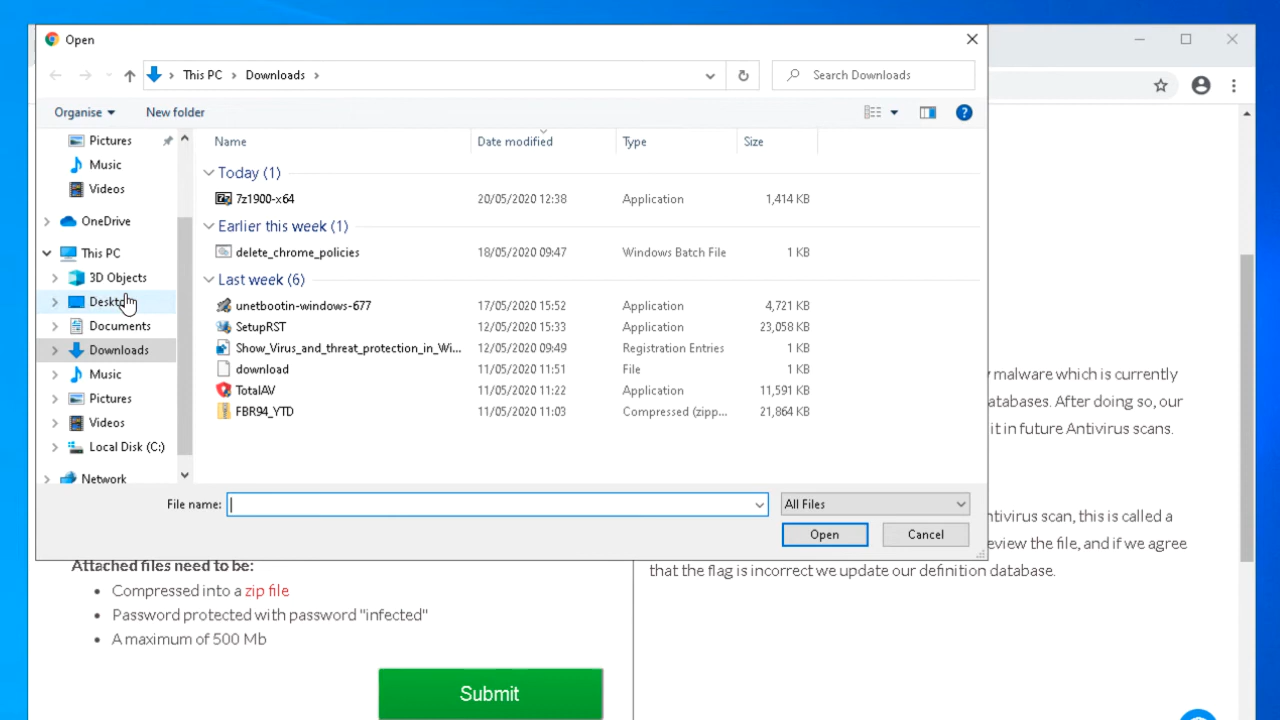 Open
This PC
Downloads
Search Downloads
Organise
New folder
Pictures
Music
Videos
OneDrive
This PC
3D Objects
Documents
Downloads
Music
Pictures
Videos
Local Disk (C:)
Network
Name Date modified Type Size
Today (1)
7z1900-x64 20/05/2020 12:38 Application 1,414 KB
Earlier this week (1)
delete_chrome_policies 18/05/2020 09:47 Windows Batch File 1 KB
Last week (6)
unetbootin-windows-677 17/05/2020 15:52 Application 4,721 KB
SetupRST 12/05/2020 15:33 Application 23,058 KB
Show_Virus_and_threat_protection_in_Wi... 12/05/2020 09:49 Registration Entries 1 KB
download 11/05/2020 11:51 File 1 KB
TotalAV 11/05/2020 11:22 Application 11,591 KB
FBR94_YTD 11/05/2020 11:03 Compressed (zipp... 21,864 KB
File name:
All Files
Open
Cancel
malware which is currently
atabases. After doing so, our
it in future Antivirus scans.
ntivirus scan, this is called a
eview the file, and if we agree
that the flag is incorrect we update our definition database.
Attached files need to be:
• Compressed into a zip file
• Password protected with password "infected"
• A maximum of 500 Mb
Submit